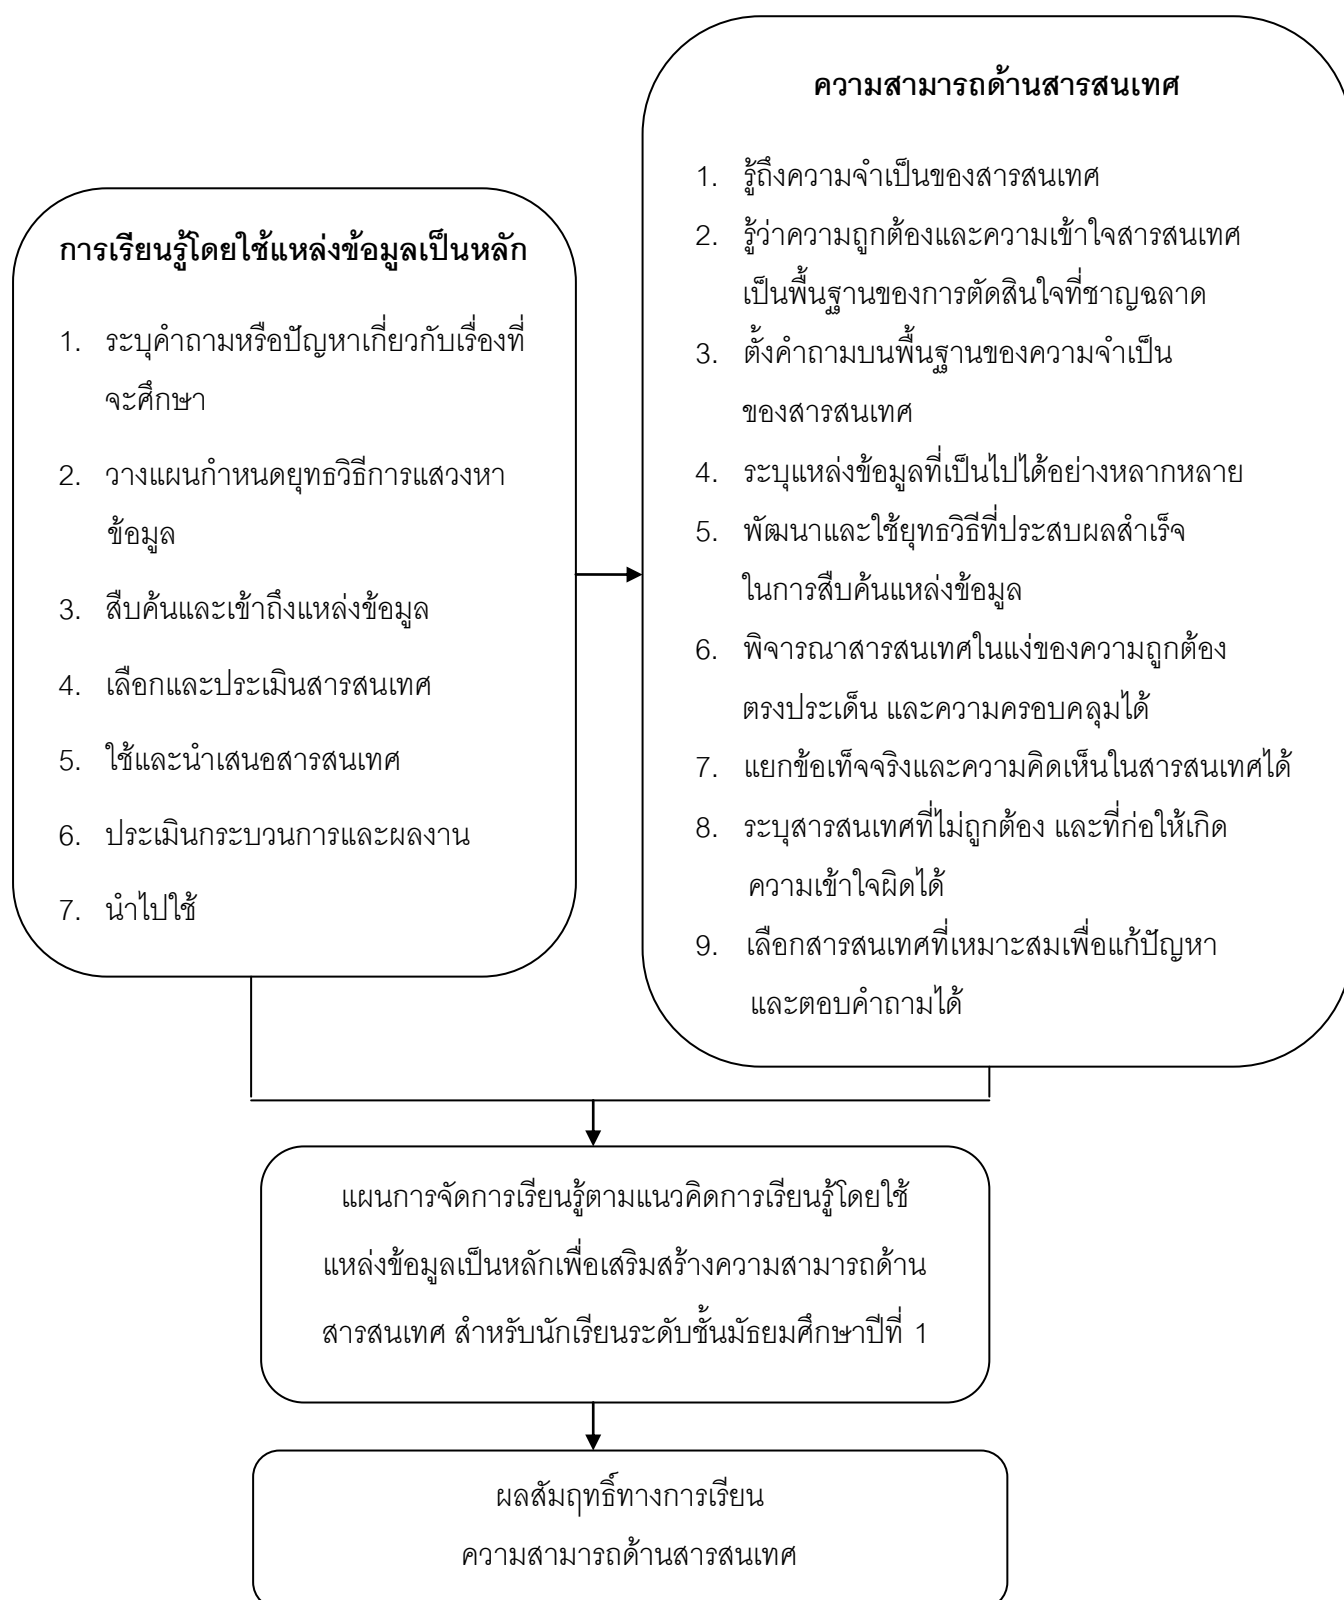 การเรียนรู้โดยใช้แหล่งข้อมูลเป็นหลัก
1. ระบุคำถามหรือปัญหาเกี่ยวกับเรื่องที่
จะศึกษา
2. วางแผนกำหนดยุทธวิธีการแสวงหา
ข้อมูล
3. สืบค้นและเข้าถึงแหล่งข้อมูล
4. เลือกและประเมินสารสนเทศ
5. ใช้และนำเสนอสารสนเทศ
6. ประเมินกระบวนการและผลงาน
7. นำไปใช้
ความสามารถด้านสารสนเทศ
1. รู้ถึงความจำเป็นของสารสนเทศ
2. รู้ว่าความถูกต้องและความเข้าใจสารสนเทศ
เป็นพื้นฐานของการตัดสินใจที่ชาญฉลาด
3. ตั้งคำถามบนพื้นฐานของความจำเป็น
ของสารสนเทศ
4. ระบุแหล่งข้อมูลที่เป็นไปได้อย่างหลากหลาย
5. พัฒนาและใช้ยุทธวิธีที่ประสบผลสำเร็จ
ในการสืบค้นแหล่งข้อมูล
6. พิจารณาสารสนเทศในแง่ของความถูกต้อง
ตรงประเด็น และความครอบคลุมได้
7. แยกข้อเท็จจริงและความคิดเห็นในสารสนเทศได้
8. ระบุสารสนเทศที่ไม่ถูกต้อง และที่ก่อให้เกิด
ความเข้าใจผิดได้
9. เลือกสารสนเทศที่เหมาะสมเพื่อแก้ปัญหา
และตอบคำถามได้
แผนการจัดการเรียนรู้ตามแนวคิดการเรียนรู้โดยใช้
แหล่งข้อมูลเป็นหลักเพื่อเสริมสร้างความสามารถด้าน
สารสนเทศ สำหรับนักเรียนระดับชั้นมัธยมศึกษาปีที่ 1
ผลสัมฤทธิ์ทางการเรียน
ความสามารถด้านสารสนเทศ